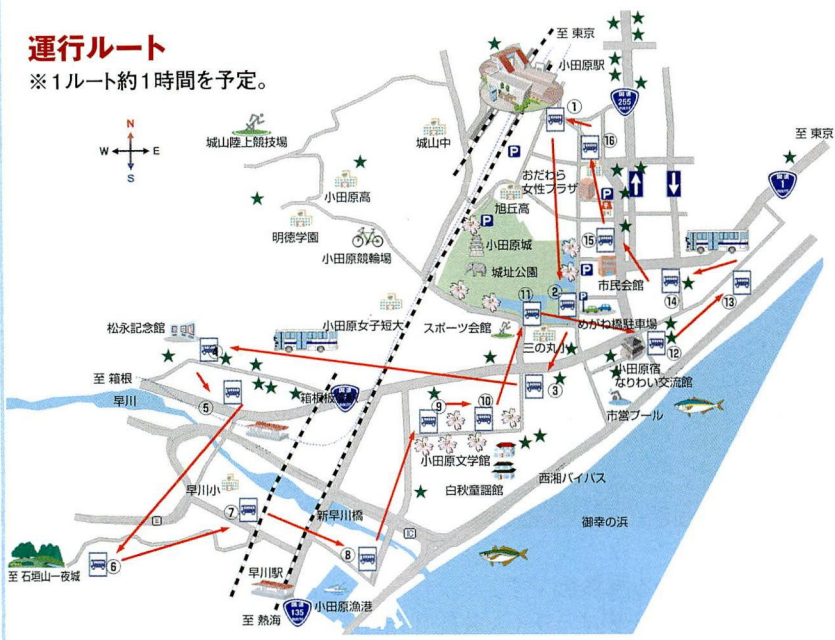 運行ルート
※1ルート約1時間を予定。
N
W
E
S
至 東京
小田原駅
国道
255
①
⑯
P
城山陸上競技場
城山中
至 東京
国道
1
おだわら
女性プラザ
P
小田原高
旭丘高
P
明徳学園
小田原城
小田原競輪場
城址公園
⑮
P
市民会館
⑪
②
P
⑭
⑬
松永記念館
小田原女子短大
スポーツ会館
めがね橋駐車場
三の丸小
⑫
小田原宿
なりわい交流館
至 箱根
早川
⑤
箱根板
国道
1
③
市営プール
⑨
⑩
小田原文学館
白秋童謡館
西湘バイパス
早川小
⑦
新早川橋
御幸の浜
⑧
⑥
至 石垣山一夜城
早川駅
小田原漁港
至 熱海
国道
135